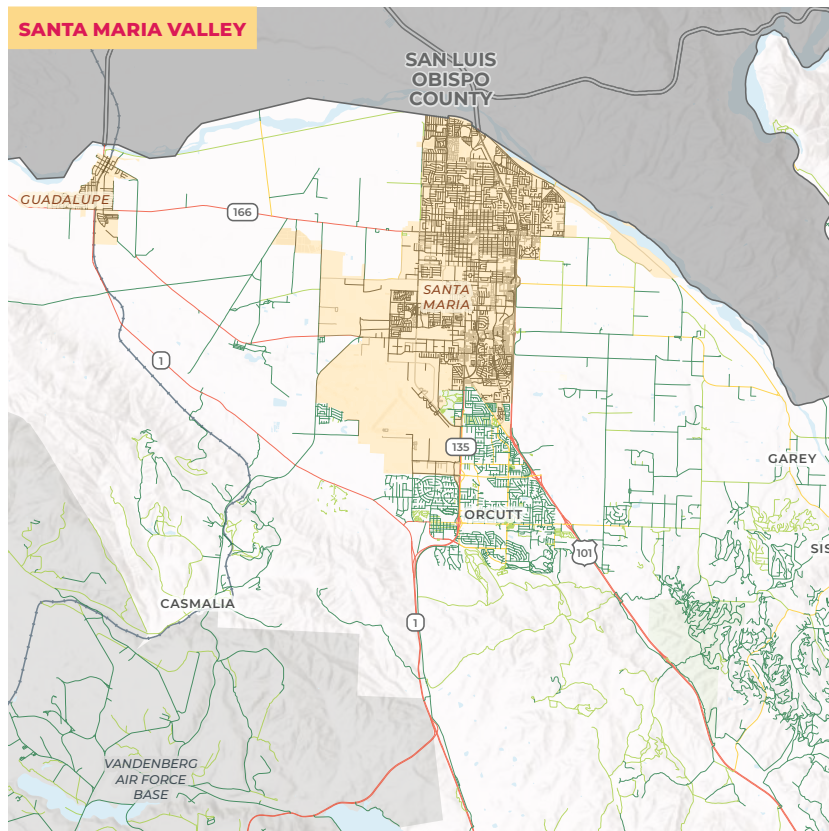 SANTA MARIA VALLEY
SAN LUIS
OBISPO
COUNTY
GUADALUPE
166
SANTA
MARIA
1
135
GAREY
ORCUTT
101
SIS
CASMALIA
1
VANDENBERG
AIR FORCE
BASE